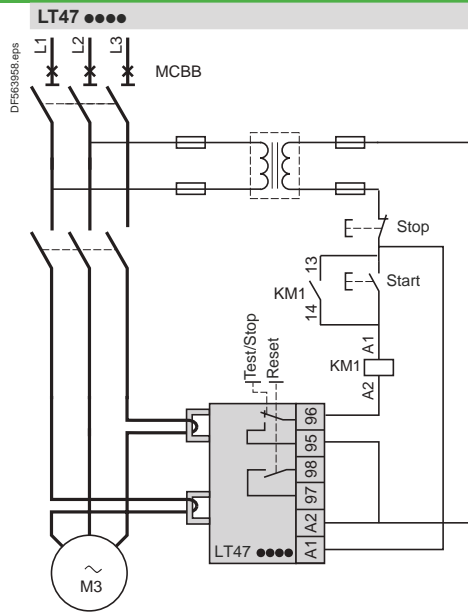 LT47 ●●●●
DF563958.eps
L1
L2
L3
MCBB
Stop
13
Start
KM1
14
Test/Stop
Reset
A1
KM1
A2
96
95
98
97
A2
A1
LT47 ●●●●
M3